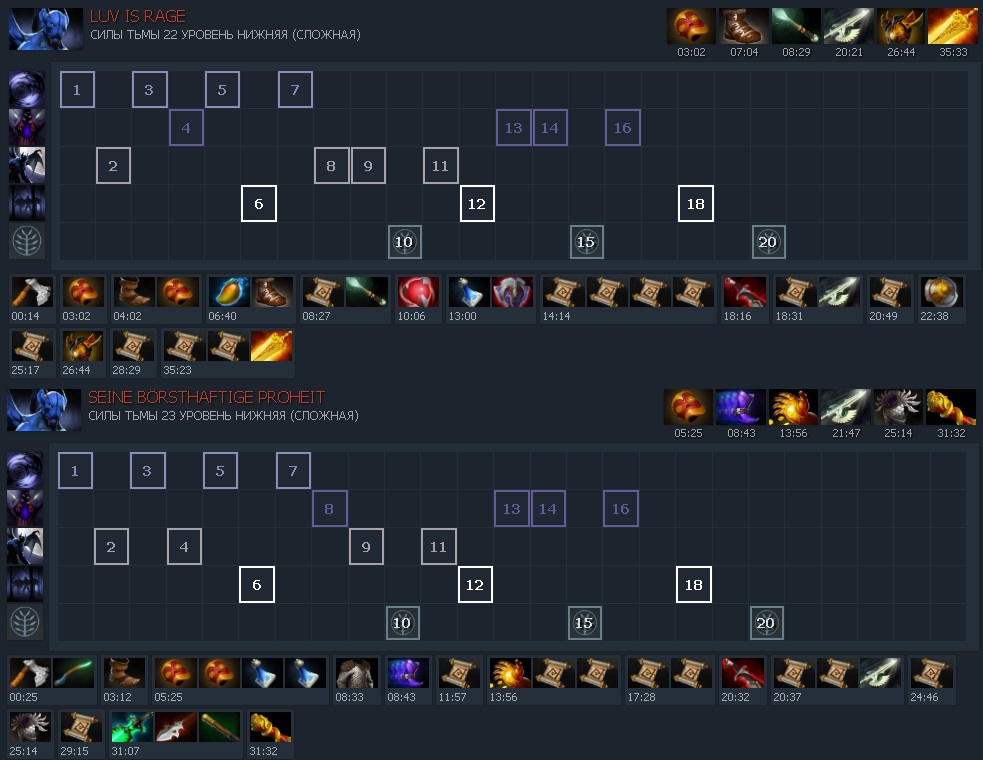 LUV IS RAGE
СИЛЫ ТЬМЫ 22 УРОВЕНЬ НИЖНЯЯ (СЛОЖНАЯ)
03:02 07:04 08:29 20:21 26:44 35:33
1 3 5 7
4 13 14 16
2 8 9 11
6 12 18
10 15 20
00:14 03:02 04:02 06:40 08:27 10:06 13:00 14:14 18:16 18:31 20:49 22:38
25:17 26:44 28:29 35:23
SEINE BÖRSTHAFTIGE PROHEIT
СИЛЫ ТЬМЫ 23 УРОВЕНЬ НИЖНЯЯ (СЛОЖНАЯ)
05:25 08:43 13:56 21:47 25:14 31:32
1 3 5 7
8 13 14 16
2 4 9 11
6 12 18
10 15 20
00:25 03:12 05:25 08:33 08:43 11:57 13:56 17:28 20:32 20:37 24:46
25:14 29:15 31:07 31:32